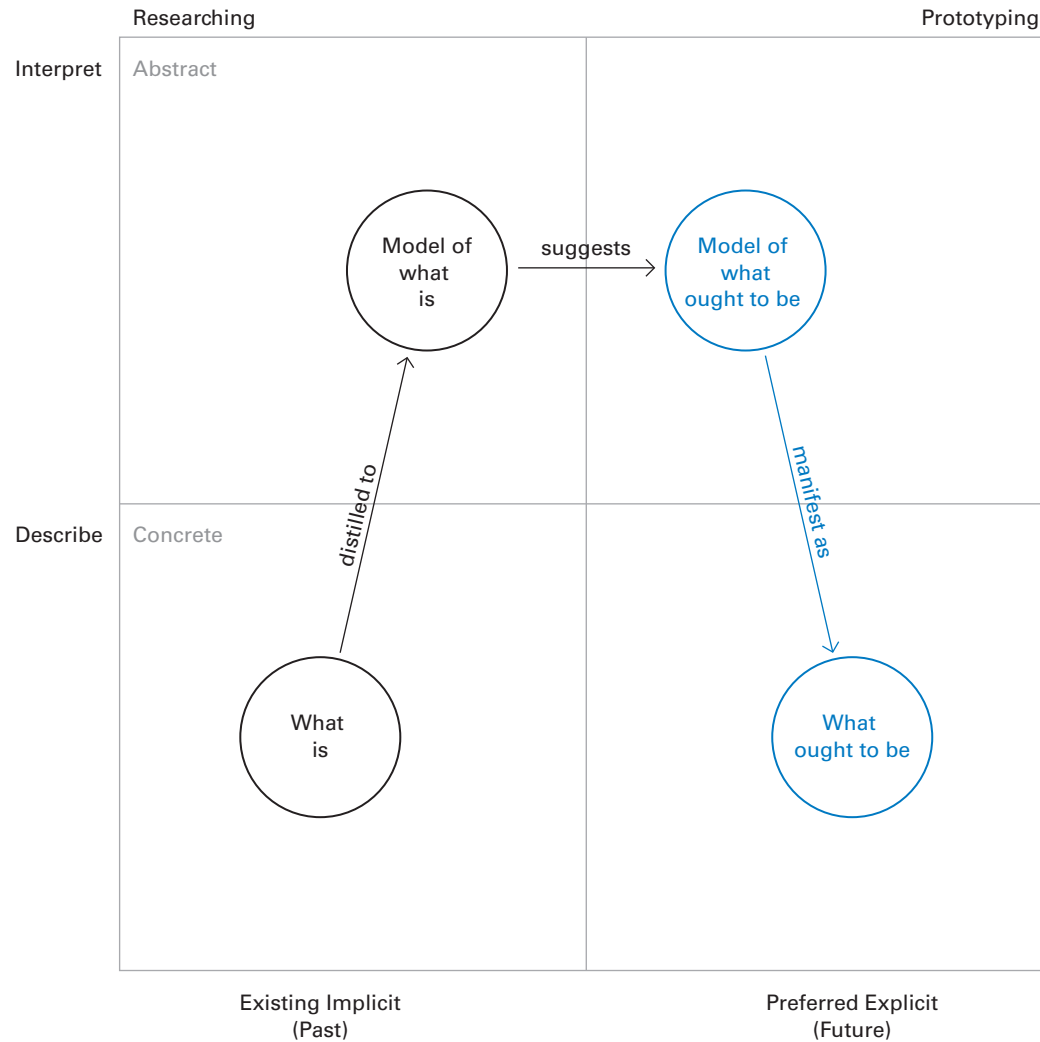 Researching
Prototyping
Interpret
Abstract
Model of
what
is
suggests
Model of
what
ought to be
distilled to
manifest as
Describe
Concrete
What
is
What
ought to be
Existing Implicit
(Past)
Preferred Explicit
(Future)